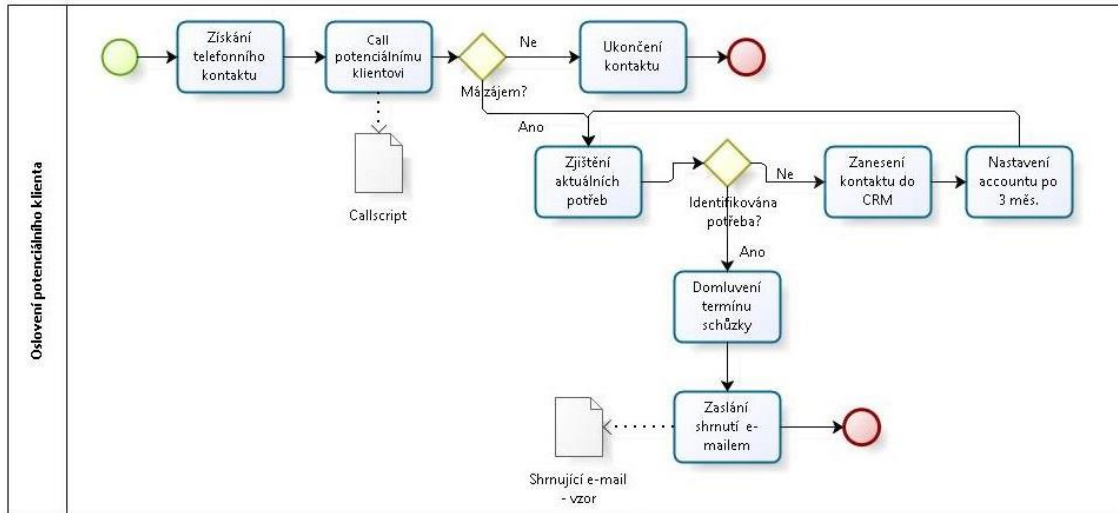 Oslovení potenciálního klienta
Získání
telefonního
kontaktu
Call
potenciálnímu
klientovi
Má zájem?
Ne
Ukončení
kontaktu
Ano
Callscript
Zjištění
aktuálních
potřeb
Identifikována
potřeba?
Ne
Zanesení
kontaktu do
CRM
Nastavení
accountu po
3 měs.
Ano
Domluvení
termínu
schůzky
Zaslání
shrnutí e-
mailem
Shrnující e-mail
- vzor